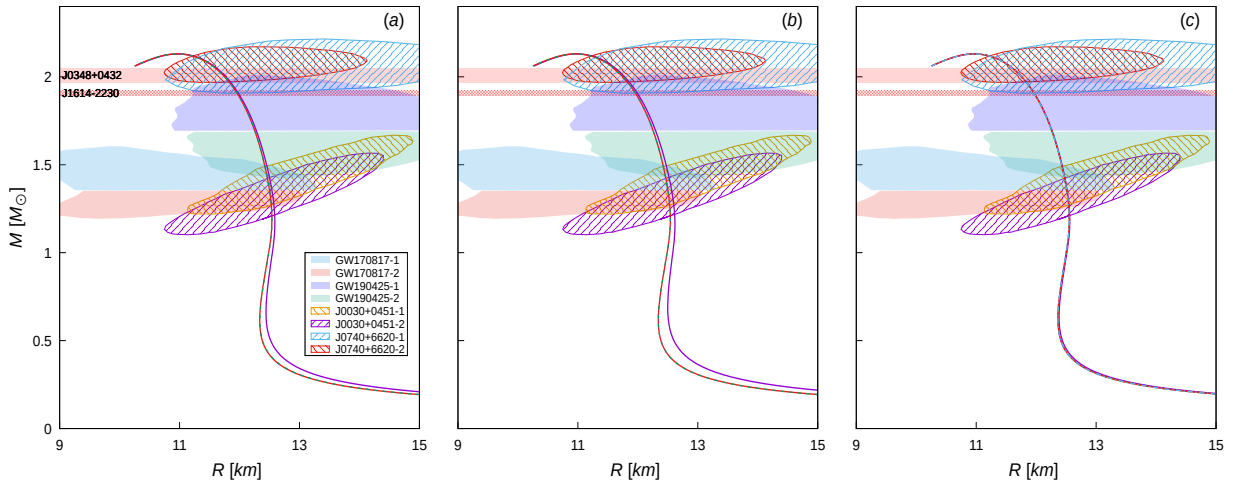 (a)
(b)
(c)
2
1.5
1
0.5
0
M [M⊙]
J0348+0432
J1614-2230
GW170817-1
GW170817-2
GW190425-1
GW190425-2
J0030+0451-1
J0030+0451-2
J0740+6620-1
J0740+6620-2
9 11 13 15 9 11 13 15 9 11 13 15
R [km] R [km] R [km]